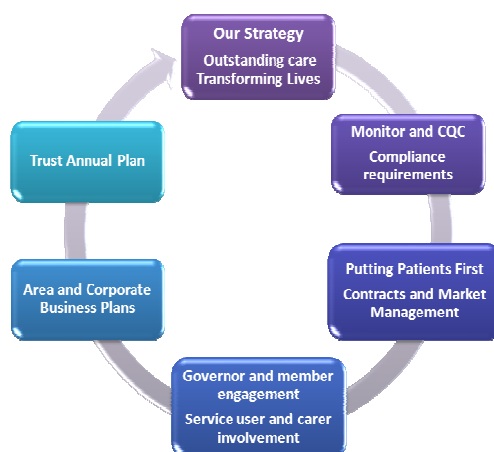 Our Strategy
Outstanding care
Transforming Lives
Monitor and CQC
Compliance
requirements
Putting Patients First
Contracts and Market
Management
Governor and member
engagement
Service user and carer
involvement
Area and Corporate
Business Plans
Trust Annual Plan